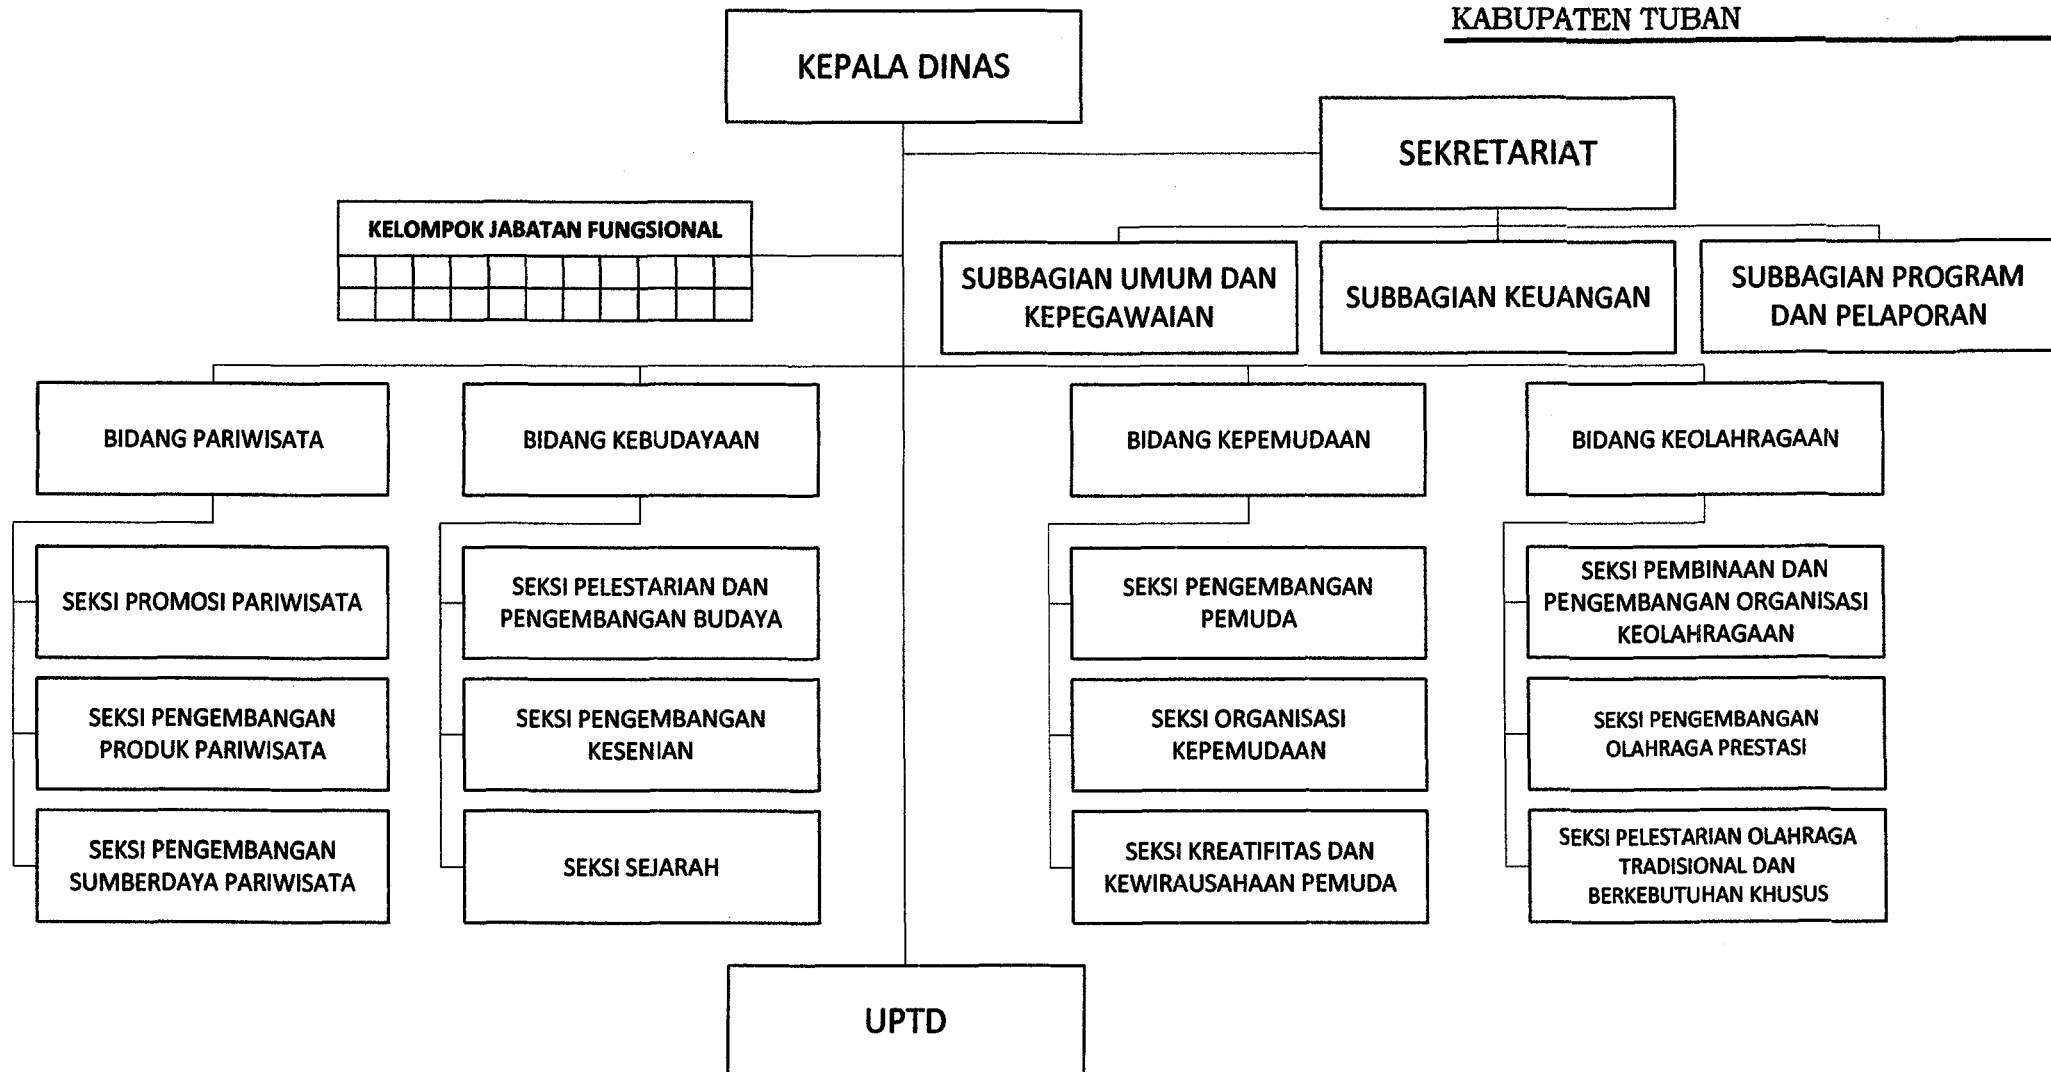 KABUPATEN TUBAN
KEPALA DINAS
SEKRETARIAT
KELOMPOK JABATAN FUNGSIONAL
SUBBAGIAN UMUM DAN
KEPEGAWAIAN
SUBBAGIAN KEUANGAN
SUBBAGIAN PROGRAM
DAN PELAPORAN
BIDANG PARIWISATA
BIDANG KEBUDAYAAN
BIDANG KEPEMUDAAN
BIDANG KEOLAHRAGAAN
SEKSI PROMOSI PARIWISATA
SEKSI PELESTARIAN DAN
PENGEMBANGAN BUDAYA
SEKSI PENGEMBANGAN
PEMUDA
SEKSI PEMBINAAN DAN
PENGEMBANGAN ORGANISASI
KEOLAHRAGAAN
SEKSI PENGEMBANGAN
PRODUK PARIWISATA
SEKSI PENGEMBANGAN
KESENIAN
SEKSI ORGANISASI
KEPEMUDAAN
SEKSI PENGEMBANGAN
OLAHRAGA PRESTASI
SEKSI PENGEMBANGAN
SUMBERDAYA PARIWISATA
SEKSI SEJARAH
SEKSI KREATIFITAS DAN
KEWIRAUSAHAAN PEMUDA
SEKSI PELESTARIAN OLAHRAGA
TRADISIONAL DAN
BERKEBUTUHAN KHUSUS
UPTD